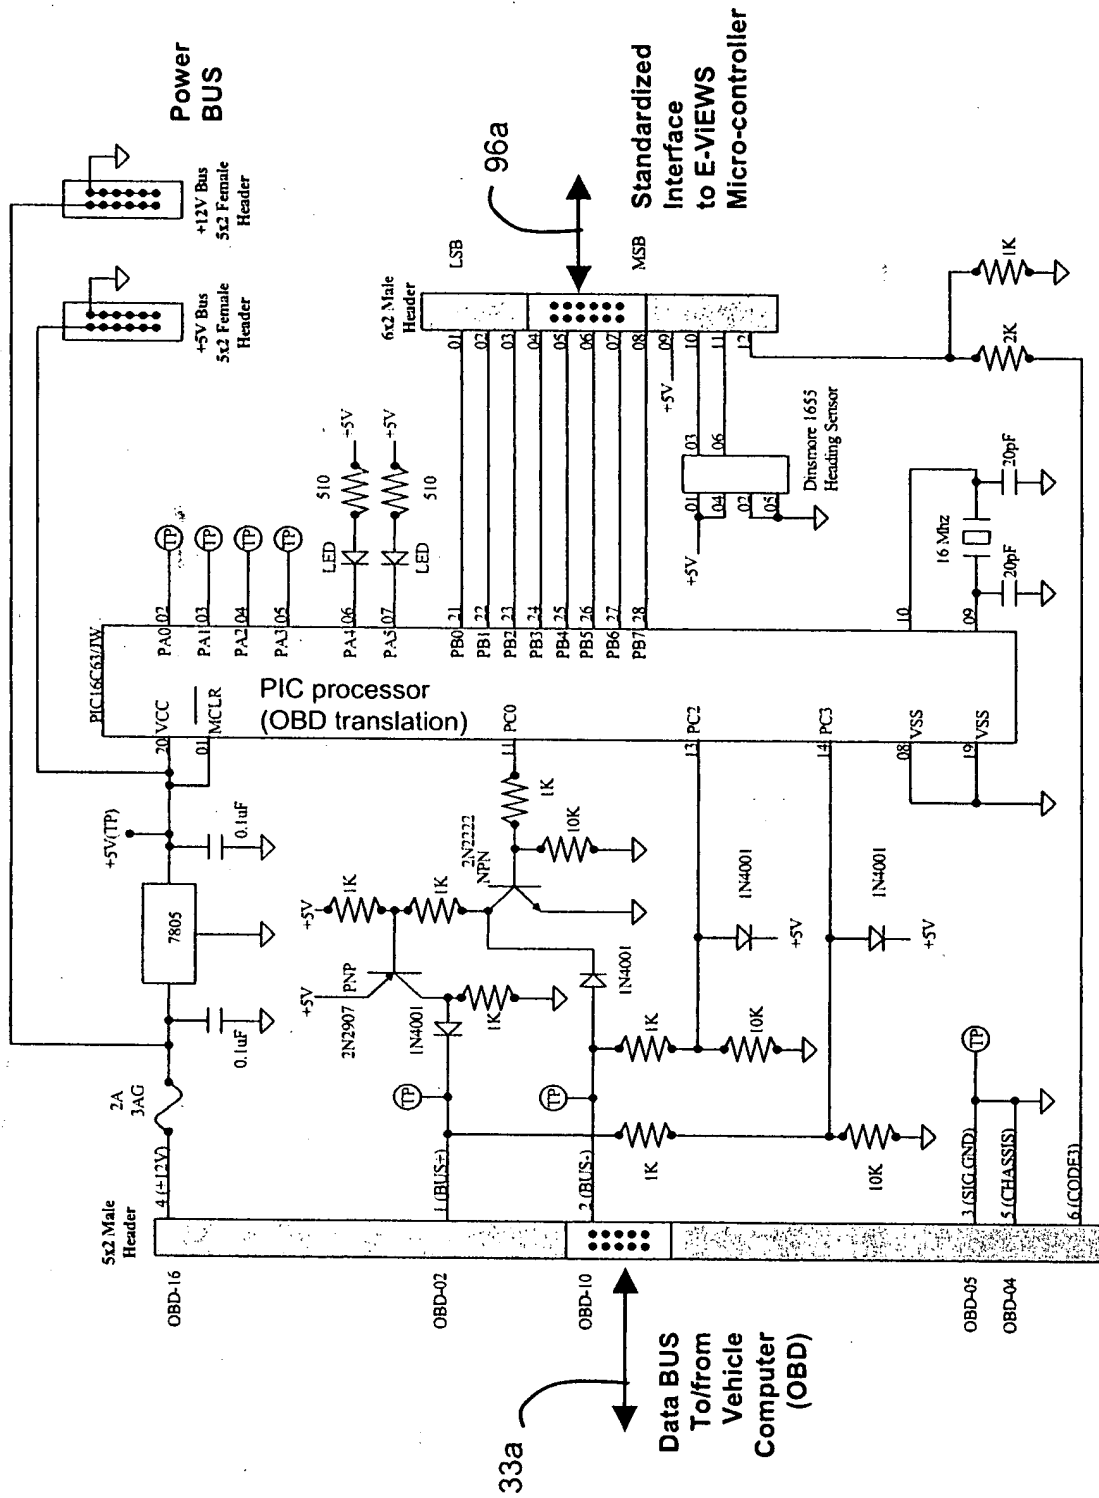 Power
BUS
+12V Bus
5x2 Female
Header
+5V Bus
5x2 Female
Header
96a
Standardized
Interface
to E-ViEWS
Micro-controller
6x2 Male
Header
LSB
MSB
01
02
03
04
05
06
07
08
09
10
11
12
+5V
1K
2K
+5V
+5V
510
510
LED
LED
TP
TP
TP
TP
03
06
01
04
02
05
+5V
Dinsmore 1655
Heading Sensor
16 Mhz
20pF
20pF
PIC16C63/JW
PIC processor
(OBD translation)
PA0 02
PA1 03
PA2 04
PA3 05
PA4 06
PA5 07
PB0 21
PB1 22
PB2 23
PB3 24
PB4 25
PB5 26
PB6 27
PB7 28
10
09
20 VCC
01 MCLR
11 PC0
13 PC2
14 PC3
08 VSS
19 VSS
+5V(TP)
0.1uF
7805
0.1uF
2A
3AG
+5V
1K
1K
2N2222
NPN
1K
10K
+5V
PNP
2N2907
1N4001
1K
1N4001
1N4001
+5V
1N4001
+5V
TP
TP
1K
10K
1K
10K
TP
5x2 Male
Header
4 (+12V)
1 (BUS+)
2 (BUS-)
3 (SIG.GND)
5 (CHASSIS)
6 (CODE3)
OBD-16
OBD-02
OBD-10
OBD-05
OBD-04
33a
Data BUS
To/from
Vehicle
Computer
(OBD)